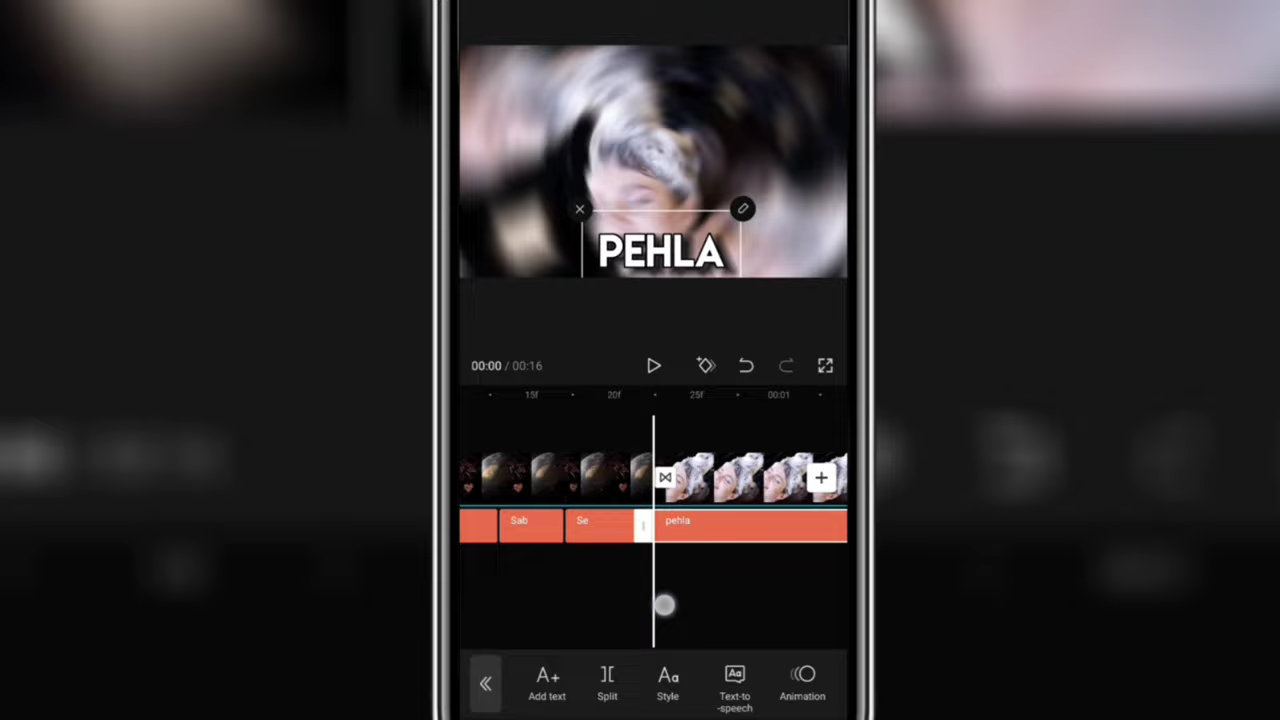 PEHLA
00:00 / 00:16
15f 20f 25f 00:01
Sab Se pehla
Add text Split Style Text-to
-speech Animation